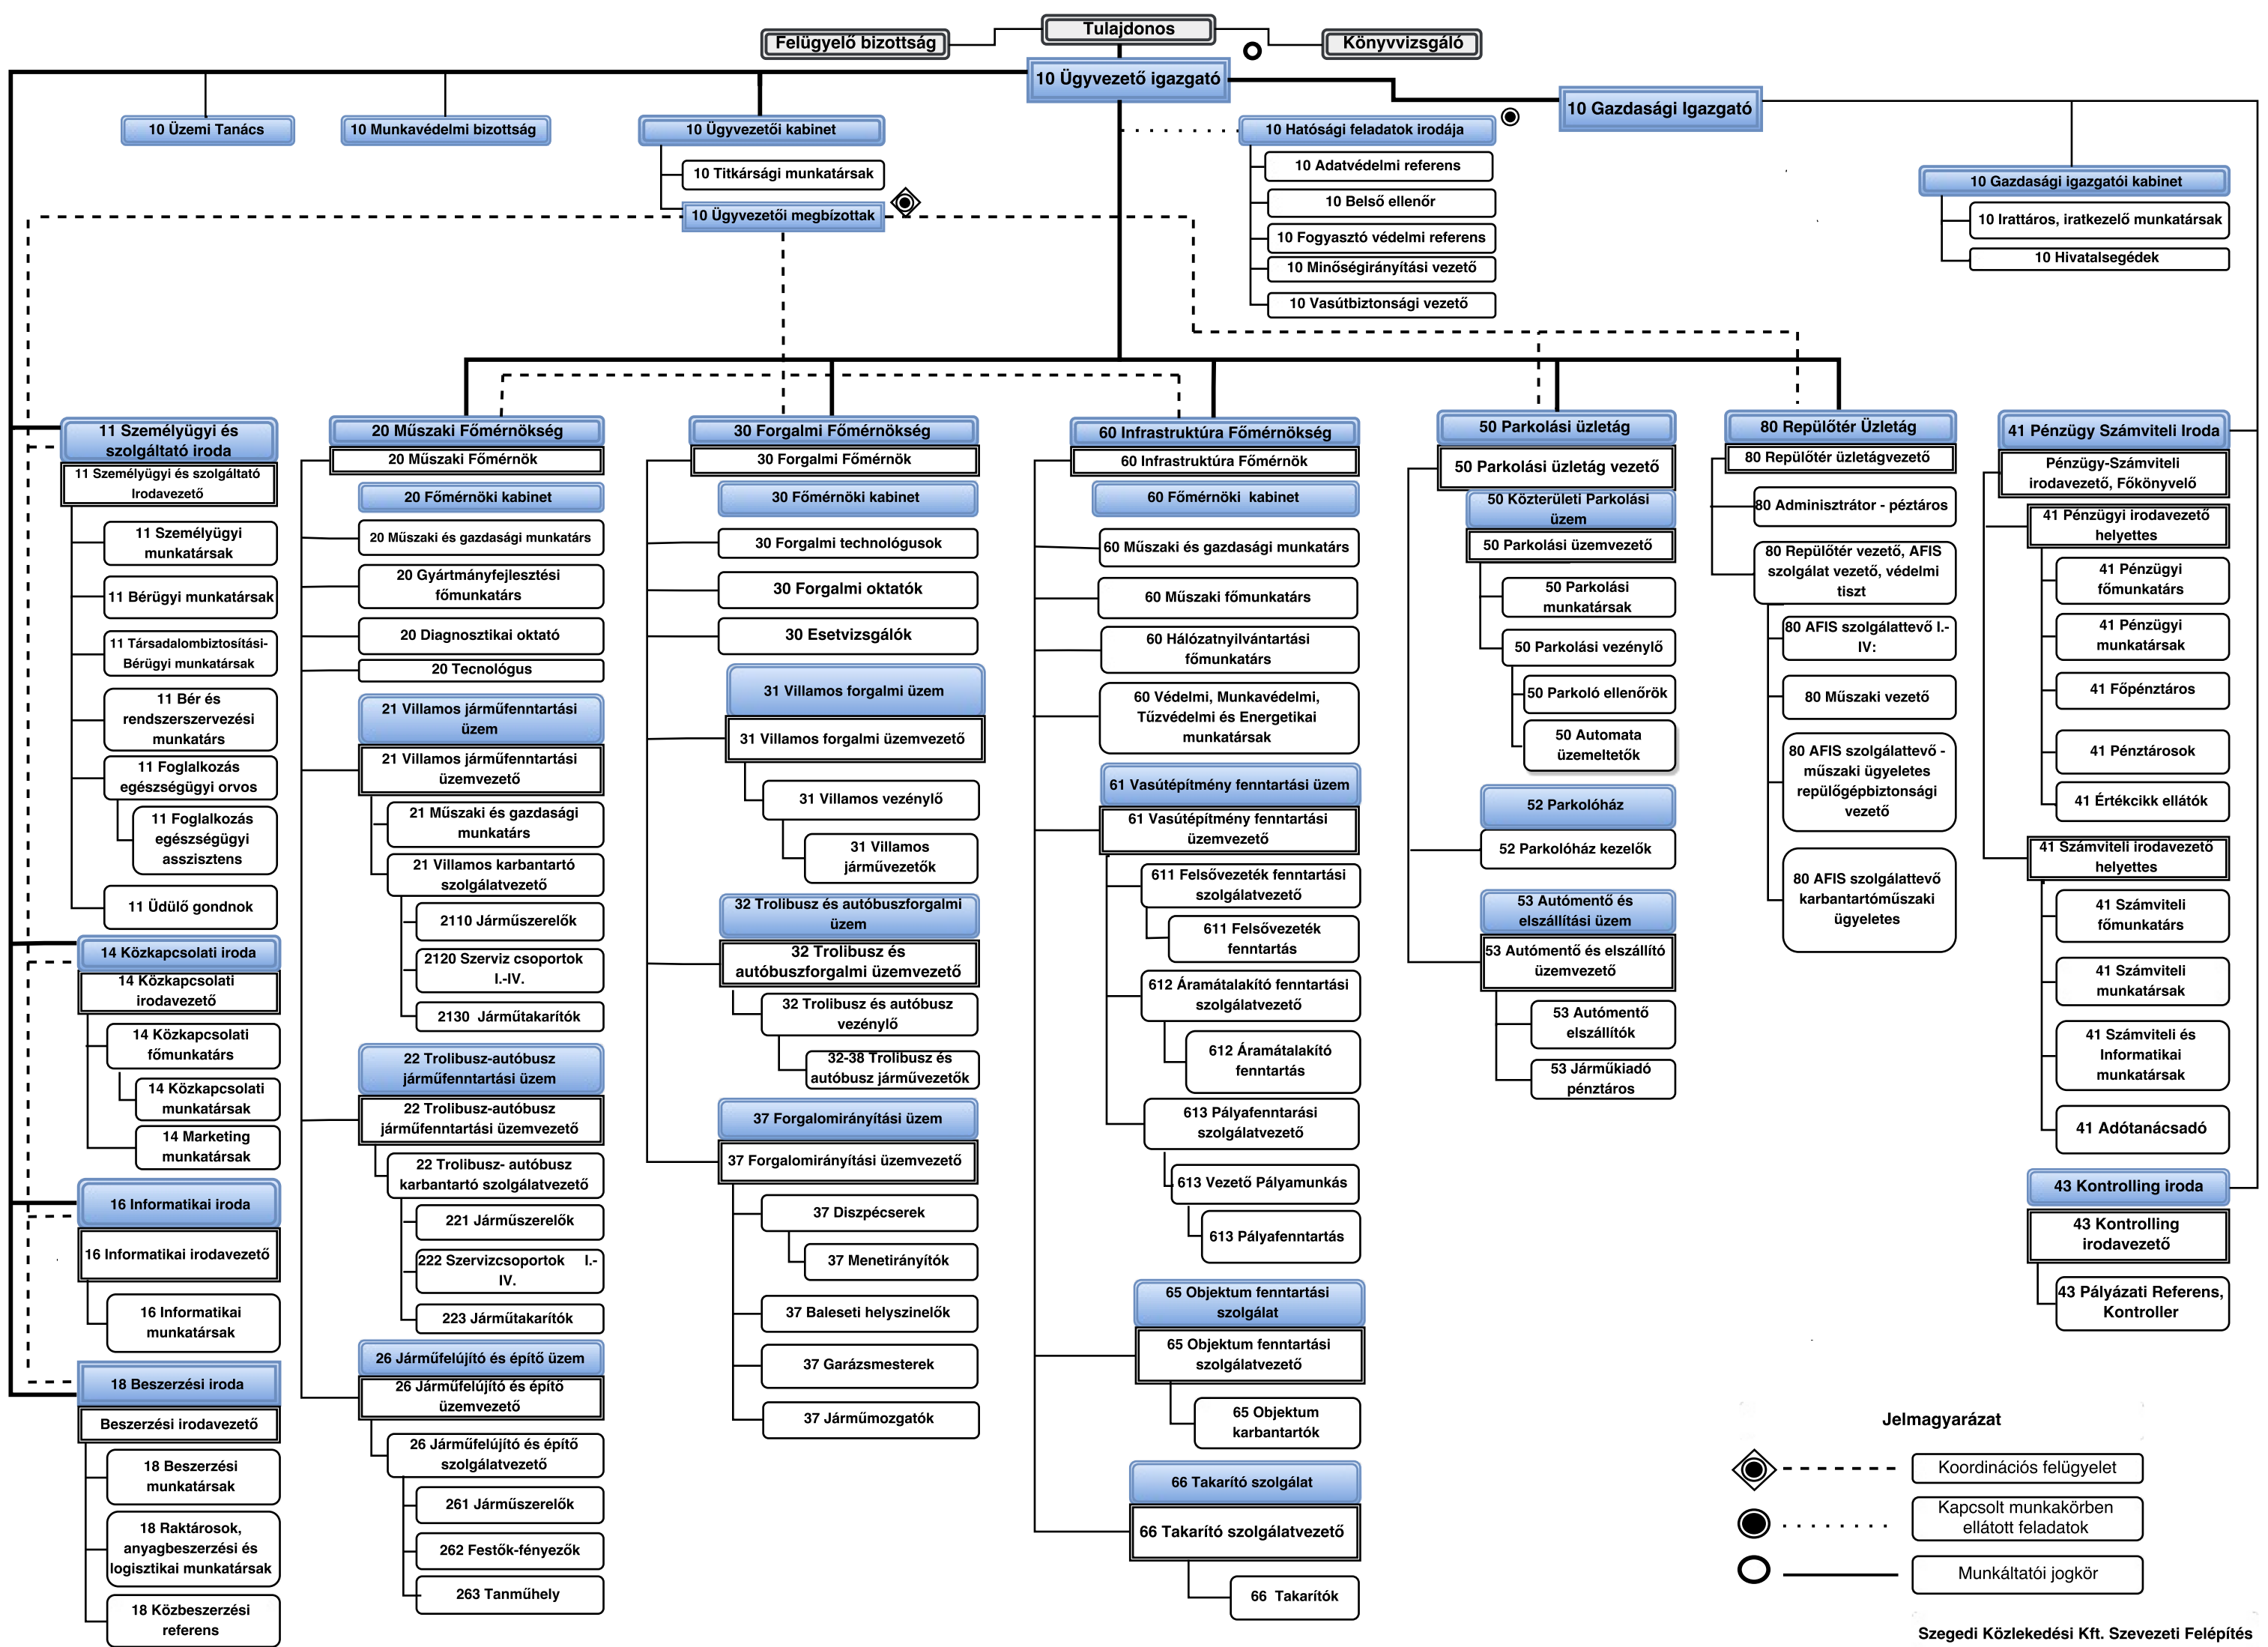 Tulajdonos
Felügyelő bizottság
Könyvvizsgáló
10 Ügyvezető igazgató
10 Gazdasági Igazgató
10 Üzemi Tanács
10 Munkavédelmi bizottság
10 Ügyvezetői kabinet
10 Titkársági munkatársak
10 Ügyvezetői megbízottak
10 Hatósági feladatok irodája
10 Adatvédelmi referens
10 Belső ellenőr
10 Fogyasztó védelmi referens
10 Minőségirányítási vezető
10 Vasútbiztonsági vezető
10 Gazdasági igazgatói kabinet
10 Irattáros, iratkezelő munkatársak
10 Hivatalsegédek
11 Személyügyi és
szolgáltató iroda
11 Személyügyi és szolgáltató
Irodavezető
11 Személyügyi
munkatársak
11 Bérügyi munkatársak
11 Társadalombiztosítási-
Bérügyi munkatársak
11 Bér és
rendszerszervezési
munkatárs
11 Foglalkozás
egészségügyi orvos
11 Foglalkozás
egészségügyi
asszisztens
11 Üdülő gondnok
14 Közkapcsolati iroda
14 Közkapcsolati
irodavezető
14 Közkapcsolati
főmunkatárs
14 Közkapcsolati
munkatársak
14 Marketing
munkatársak
16 Informatikai iroda
16 Informatikai irodavezető
16 Informatikai
munkatársak
18 Beszerzési iroda
Beszerzési irodavezető
18 Beszerzési
munkatársak
18 Raktárosok,
anyagbeszerzési és
logisztikai munkatársak
18 Közbeszerzési
referens
20 Műszaki Főmérnökség
20 Műszaki Főmérnök
20 Főmérnöki kabinet
20 Műszaki és gazdasági munkatárs
20 Gyártmányfejlesztési
főmunkatárs
20 Diagnosztikai oktató
20 Tecnológus
21 Villamos járműfenntartási
üzem
21 Villamos járműfenntartási
üzemvezető
21 Műszaki és gazdasági
munkatárs
21 Villamos karbantartó
szolgálatvezető
2110 Járműszerelők
2120 Szerviz csoportok
I.-IV.
2130 Járműtakarítók
22 Trolibusz-autóbusz
járműfenntartási üzem
22 Trolibusz-autóbusz
járműfenntartási üzemvezető
22 Trolibusz- autóbusz
karbantartó szolgálatvezető
221 Járműszerelők
222 Szervizcsoportok I.-
IV.
223 Járműtakarítók
26 Járműfelújító és építő üzem
26 Járműfelújító és építő
üzemvezető
26 Járműfelújító és építő
szolgálatvezető
261 Járműszerelők
262 Festők-fényezők
263 Tanműhely
30 Forgalmi Főmérnökség
30 Forgalmi Főmérnök
30 Főmérnöki kabinet
30 Forgalmi technológusok
30 Forgalmi oktatók
30 Esetvizsgálók
31 Villamos forgalmi üzem
31 Villamos forgalmi üzemvezető
31 Villamos vezénylő
31 Villamos
járművezetők
32 Trolibusz és autóbuszforgalmi
üzem
32 Trolibusz és
autóbuszforgalmi üzemvezető
32 Trolibusz és autóbusz
vezénylő
32-38 Trolibusz és
autóbusz járművezetők
37 Forgalomirányítási üzem
37 Forgalomirányítási üzemvezető
37 Diszpécserek
37 Menetirányítók
37 Baleseti helyszinelők
37 Garázsmesterek
37 Járműmozgatók
60 Infrastruktúra Főmérnökség
60 Infrastruktúra Főmérnök
60 Főmérnöki kabinet
60 Műszaki és gazdasági munkatárs
60 Műszaki főmunkatárs
60 Hálózatnyilvántartási
főmunkatárs
60 Védelmi, Munkavédelmi,
Tűzvédelmi és Energetikai
munkatársak
61 Vasútépítmény fenntartási üzem
61 Vasútépítmény fenntartási
üzemvezető
611 Felsővezeték fenntartási
szolgálatvezető
611 Felsővezeték
fenntartás
612 Áramátalakító fenntartási
szolgálatvezető
612 Áramátalakító
fenntartás
613 Pályafenntarási
szolgálatvezető
613 Vezető Pályamunkás
613 Pályafenntartás
65 Objektum fenntartási
szolgálat
65 Objektum fenntartási
szolgálatvezető
65 Objektum
karbantartók
66 Takarító szolgálat
66 Takarító szolgálatvezető
66 Takarítók
50 Parkolási üzletág
50 Parkolási üzletág vezető
50 Közterületi Parkolási
üzem
50 Parkolási üzemvezető
50 Parkolási
munkatársak
50 Parkolási vezénylő
50 Parkoló ellenőrök
50 Automata
üzemeltetők
52 Parkolóház
52 Parkolóház kezelők
53 Autómentő és
elszállítási üzem
53 Autómentő és elszállító
üzemvezető
53 Autómentő
elszállítók
53 Járműkiadó
pénztáros
80 Repülőtér Üzletág
80 Repülőtér üzletágvezető
80 Adminisztrátor - péztáros
80 Repülőtér vezető, AFIS
szolgálat vezető, védelmi
tiszt
80 AFIS szolgálattevő I.-
IV:
80 Műszaki vezető
80 AFIS szolgálattevő -
műszaki ügyeletes
repülőgépbiztonsági
vezető
80 AFIS szolgálattevő
karbantartóműszaki
ügyeletes
41 Pénzügy Számviteli Iroda
Pénzügy-Számviteli
irodavezető, Főkönyvelő
41 Pénzügyi irodavezető
helyettes
41 Pénzügyi
főmunkatárs
41 Pénzügyi
munkatársak
41 Főpénztáros
41 Pénztárosok
41 Értékcikk ellátók
41 Számviteli irodavezető
helyettes
41 Számviteli
főmunkatárs
41 Számviteli
munkatársak
41 Számviteli és
Informatikai
munkatársak
41 Adótanácsadó
43 Kontrolling iroda
43 Kontrolling
irodavezető
43 Pályázati Referens,
Kontroller
Jelmagyarázat
Koordinációs felügyelet
Kapcsolt munkakörben
ellátott feladatok
Munkáltatói jogkör
Szegedi Közlekedési Kft. Szevezeti Felépítés